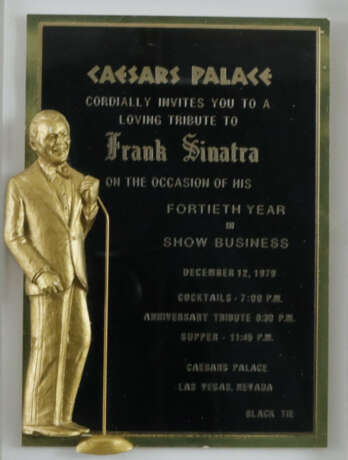 CAESARS PALACE
CORDIALLY INVITES YOU TO A
LOVING TRIBUTE TO
Frank Sinatra
ON THE OCCASION OF HIS
FORTIETH YEAR
IN
SHOW BUSINESS
DECEMBER 12, 1979
COCKTAILS - 7:00 P.M.
ANNIVERSARY TRIBUTE 8:30 P.M.
SUPPER - 11:45 P.M.
CAESARS PALACE
LAS VEGAS, NEVADA
BLACK TIE